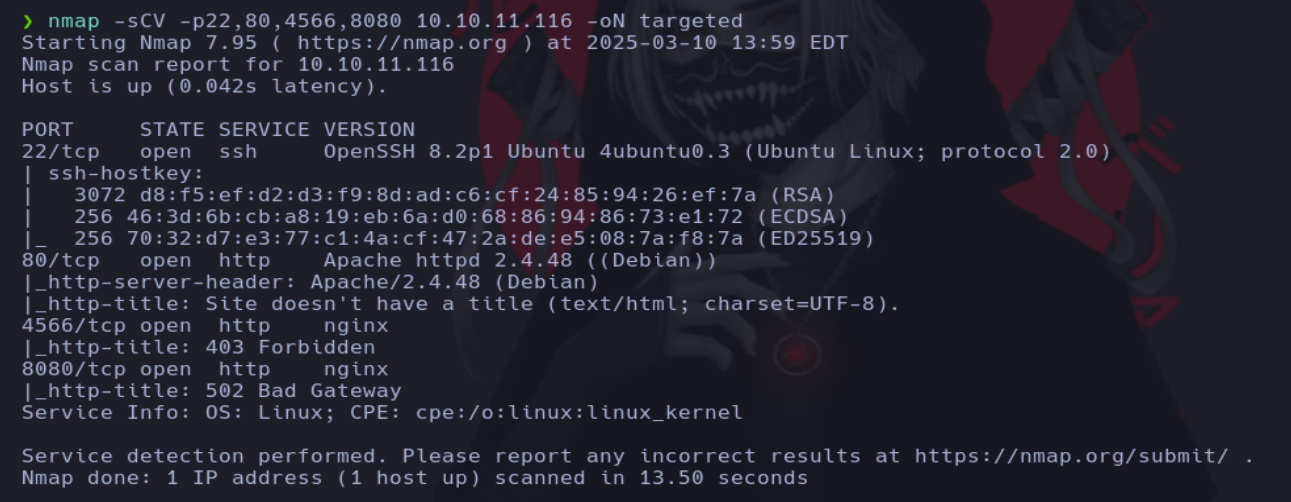 ❯ nmap -sCV -p22,80,4566,8080 10.10.11.116 -oN targeted
Starting Nmap 7.95 ( https://nmap.org ) at 2025-03-10 13:59 EDT
Nmap scan report for 10.10.11.116
Host is up (0.042s latency).

PORT     STATE SERVICE VERSION
22/tcp   open  ssh     OpenSSH 8.2p1 Ubuntu 4ubuntu0.3 (Ubuntu Linux; protocol 2.0)
| ssh-hostkey:
|   3072 d8:f5:ef:d2:d3:f9:8d:ad:c6:cf:24:85:94:26:ef:7a (RSA)
|   256 46:3d:6b:cb:a8:19:eb:6a:d0:68:86:94:86:73:e1:72 (ECDSA)
|_  256 70:32:d7:e3:77:c1:4a:cf:47:2a:de:e5:08:7a:f8:7a (ED25519)
80/tcp   open  http    Apache httpd 2.4.48 ((Debian))
|_http-server-header: Apache/2.4.48 (Debian)
|_http-title: Site doesn't have a title (text/html; charset=UTF-8).
4566/tcp open  http    nginx
|_http-title: 403 Forbidden
8080/tcp open  http    nginx
|_http-title: 502 Bad Gateway
Service Info: OS: Linux; CPE: cpe:/o:linux:linux_kernel

Service detection performed. Please report any incorrect results at https://nmap.org/submit/ .
Nmap done: 1 IP address (1 host up) scanned in 13.50 seconds